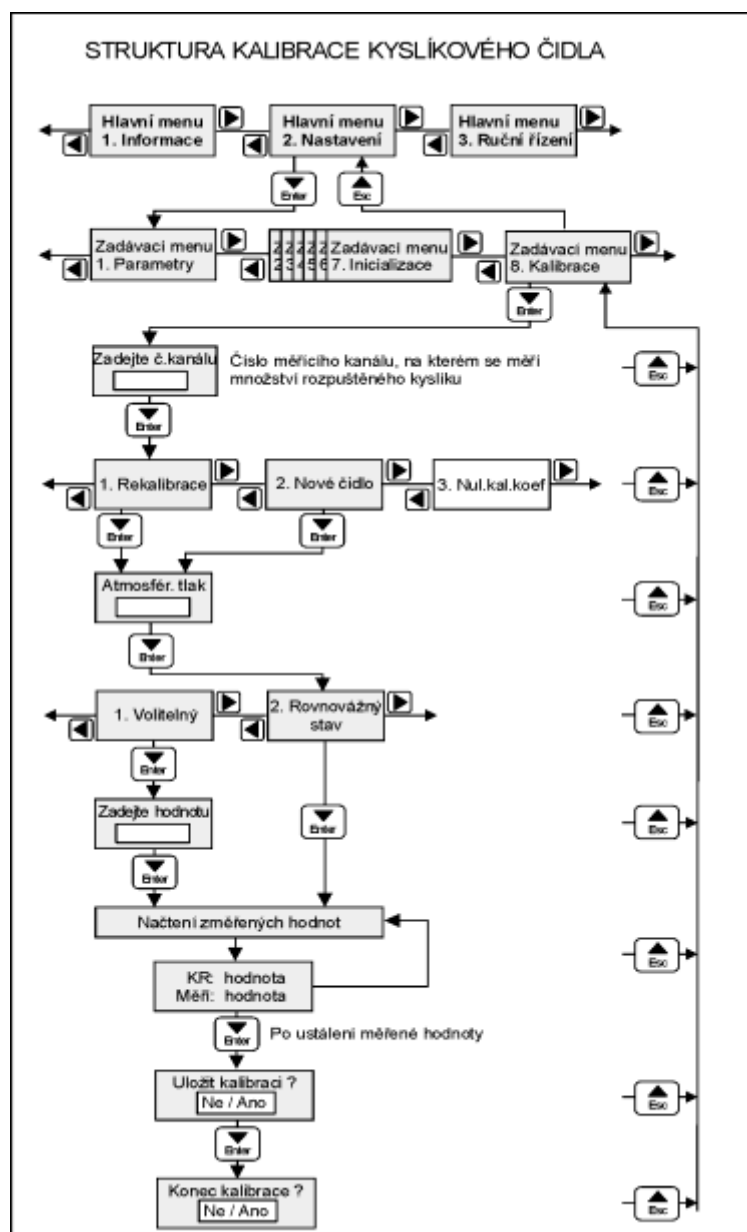 STRUKTURA KALIBRACE KYSLÍKOVÉHO ČIDLA
Hlavní menu
1. Informace
Hlavní menu
2. Nastavení
Hlavní menu
3. Ruční řízení
Enter
Esc
Zadávací menu
1. Parametry
2 2 2 2 2
2 3 4 5 6
Zadávací menu
7. Inicializace
Zadávací menu
8. Kalibrace
Enter
Zadejte č.kanálu
Číslo měřicího kanálu, na kterém se měří
množství rozpuštěného kyslíku
Esc
Enter
1. Rekalibrace
2. Nové čidlo
3. Nul.kal.koef
Esc
Enter
Enter
Atmosfér. tlak
Esc
Enter
1. Volitelný
2. Rovnovážný
stav
Esc
Enter
Zadejte hodnotu
Enter
Esc
Enter
Načtení změřených hodnot
Esc
KR: hodnota
Měří: hodnota
Enter
Po ustálení měřené hodnoty
Uložit kalibraci ?
Ne / Ano
Esc
Enter
Konec kalibrace ?
Ne / Ano
Esc